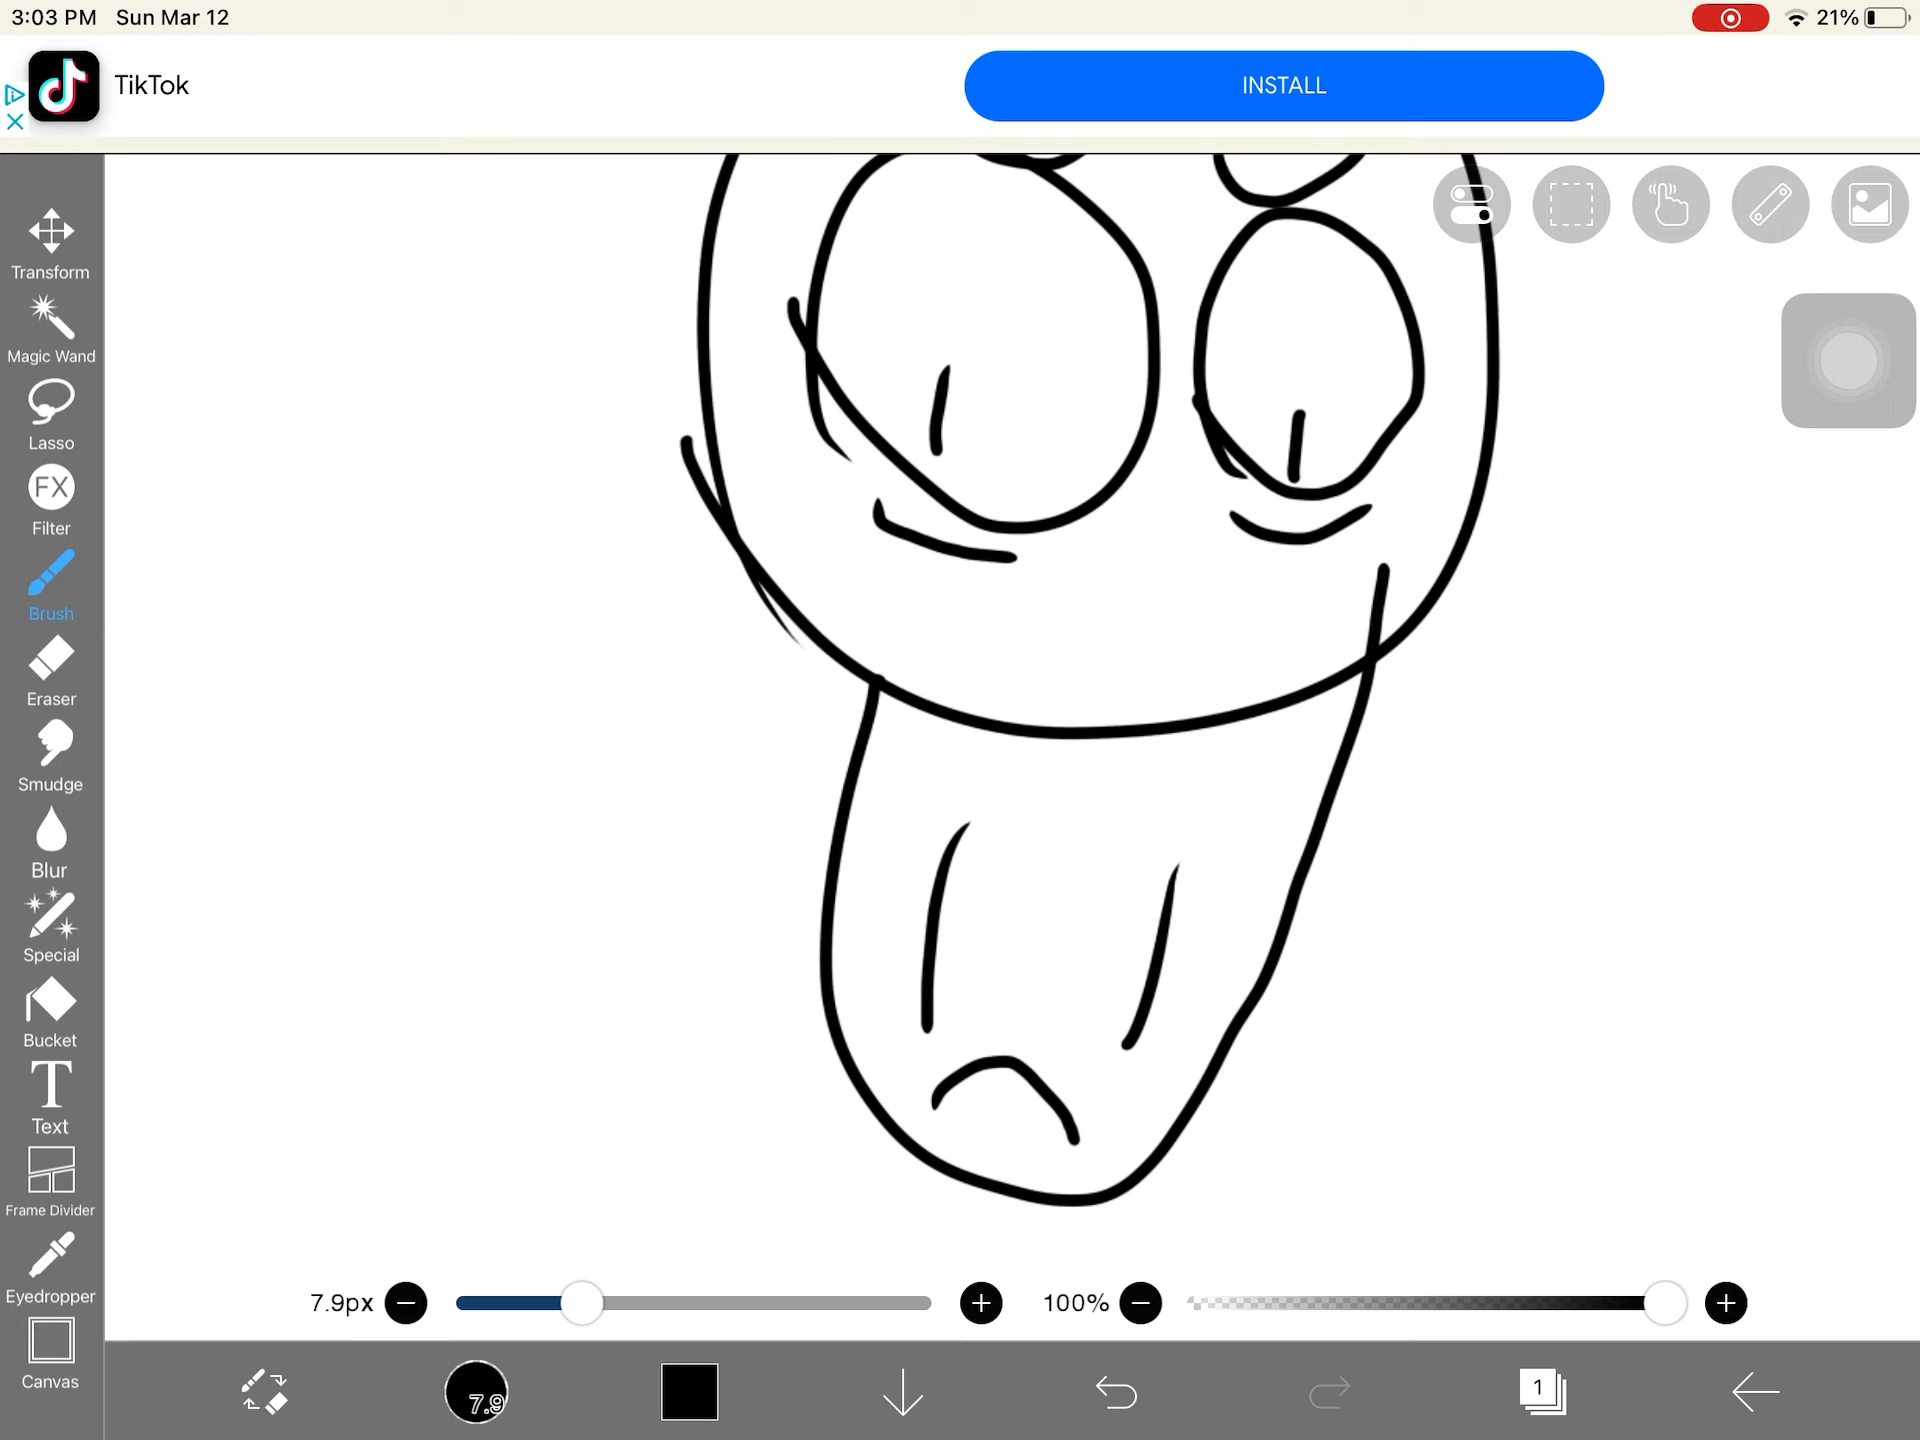 3:03 PM Sun Mar 12
21%
TikTok
INSTALL
Transform
Magic Wand
Lasso
FX
Filter
Brush
Eraser
Smudge
Blur
Special
Bucket
T
Text
Frame Divider
Eyedropper
Canvas
7.9px
100%
7.9
1